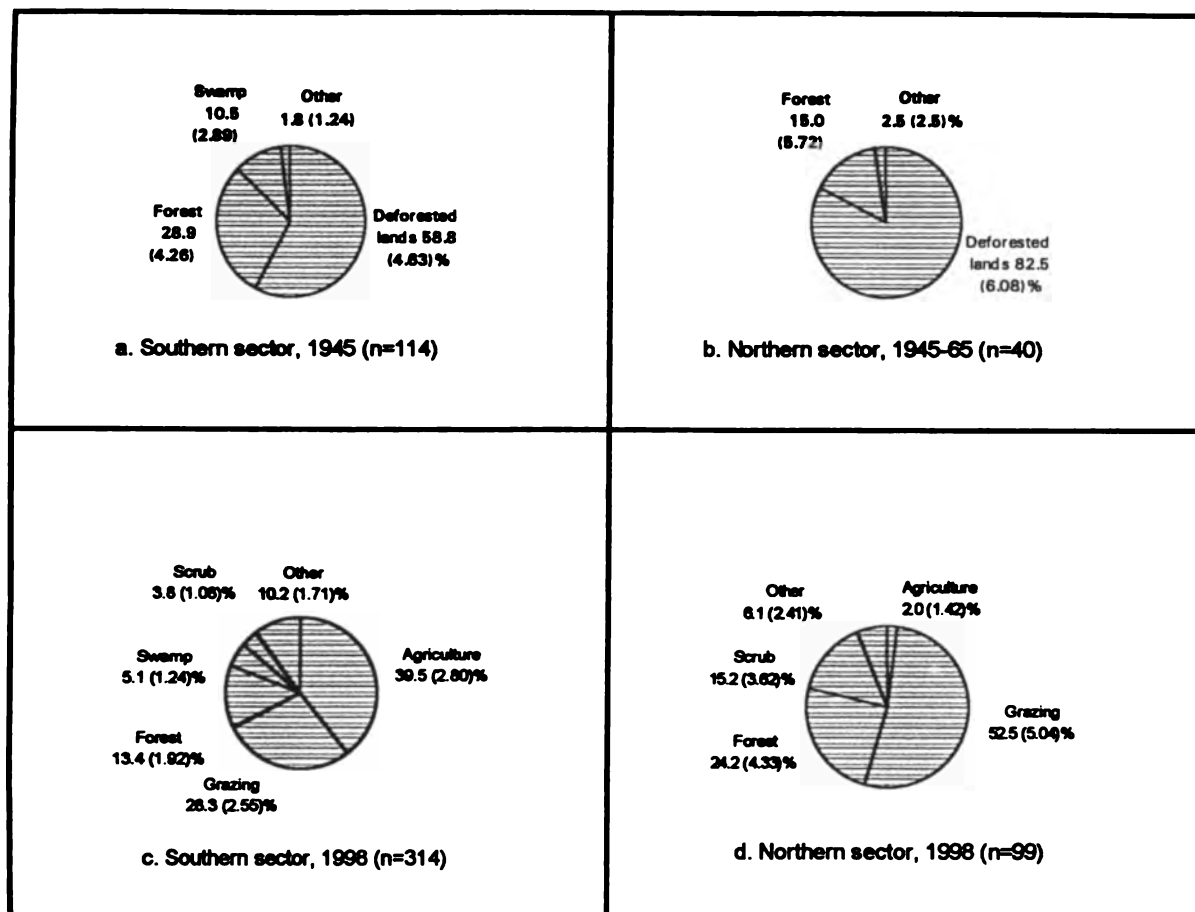 Swamp
10.5
(2.89)
Other
1.8 (1.24)
Forest
28.9
(4.26)
Deforested
lands 58.8
(4.63) %
a. Southern sector, 1945 (n=114)
Forest
15.0
(5.72)
Other
2.5 (2.5) %
Deforested
lands 82.5
(6.08) %
b. Northern sector, 1945-65 (n=40)
Scrub
3.8 (1.08)%
Other
10.2 (1.71)%
Swamp
5.1 (1.24)%
Agriculture
39.5 (2.80)%
Forest
13.4 (1.92)%
Grazing
28.3 (2.55)%
c. Southern sector, 1998 (n=314)
Other
6.1 (2.41)%
Agriculture
2.0 (1.42)%
Scrub
15.2 (3.62)%
Grazing
52.5 (5.04)%
Forest
24.2 (4.33)%
d. Northern sector, 1998 (n=99)